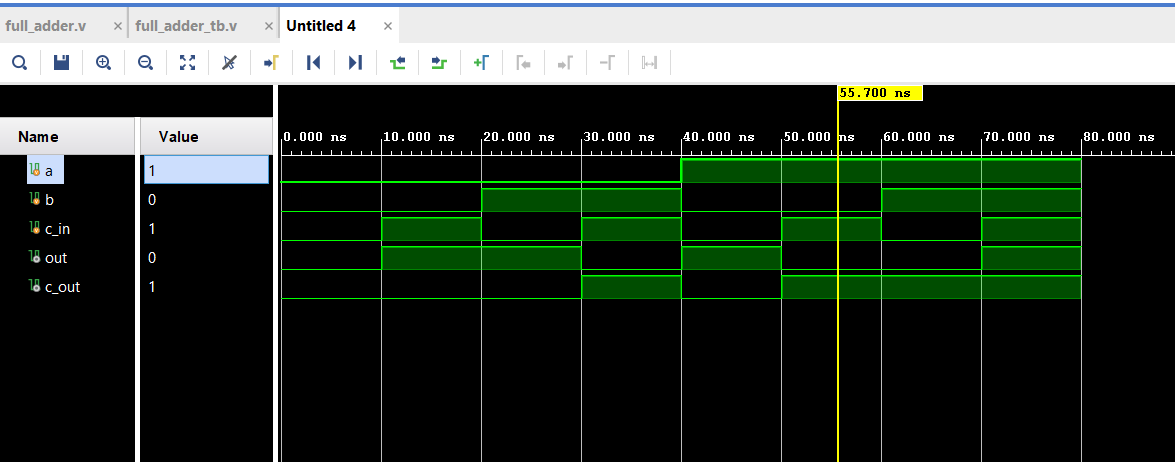 full_adder.v × full_adder_tb.v × Untitled 4 ×
55.700 ns
Name Value 0.000 ns 10.000 ns 20.000 ns 30.000 ns 40.000 ns 50.000 ns 60.000 ns 70.000 ns 80.000 ns
a 1
b 0
c_in 1
out 0
c_out 1